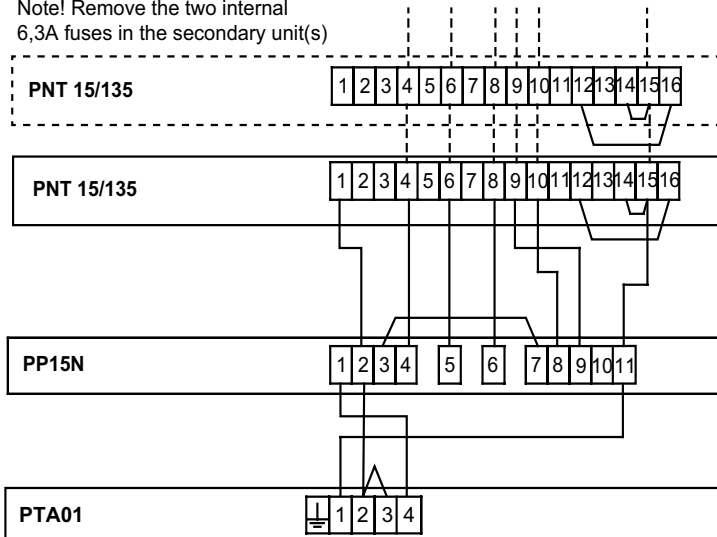 Note! Remove the two internal
6,3A fuses in the secondary unit(s)
PNT 15/135
1 2 3 4 5 6 7 8 9 10 11 12 13 14 15 16
PNT 15/135
1 2 3 4 5 6 7 8 9 10 11 12 13 14 15 16
PP15N
1 2 3 4 5 6 7 8 9 10 11
PTA01
1 2 3 4